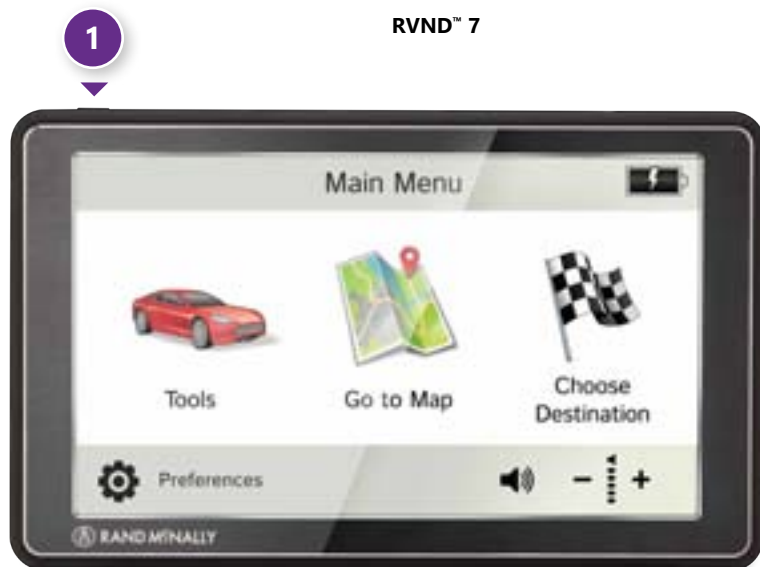 RVND™ 7
1
Main Menu
Tools
Go to Map
Choose
Destination
Preferences
− +
RAND MCNALLY